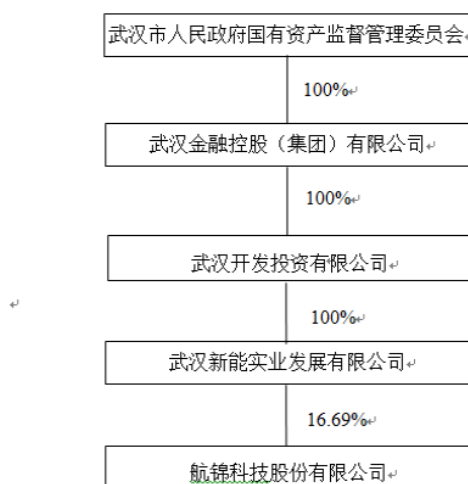 武汉市人民政府国有资产监督管理委员会
100%
武汉金融控股（集团）有限公司
100%
武汉开发投资有限公司
100%
武汉新能实业发展有限公司
16.69%
航锦科技股份有限公司